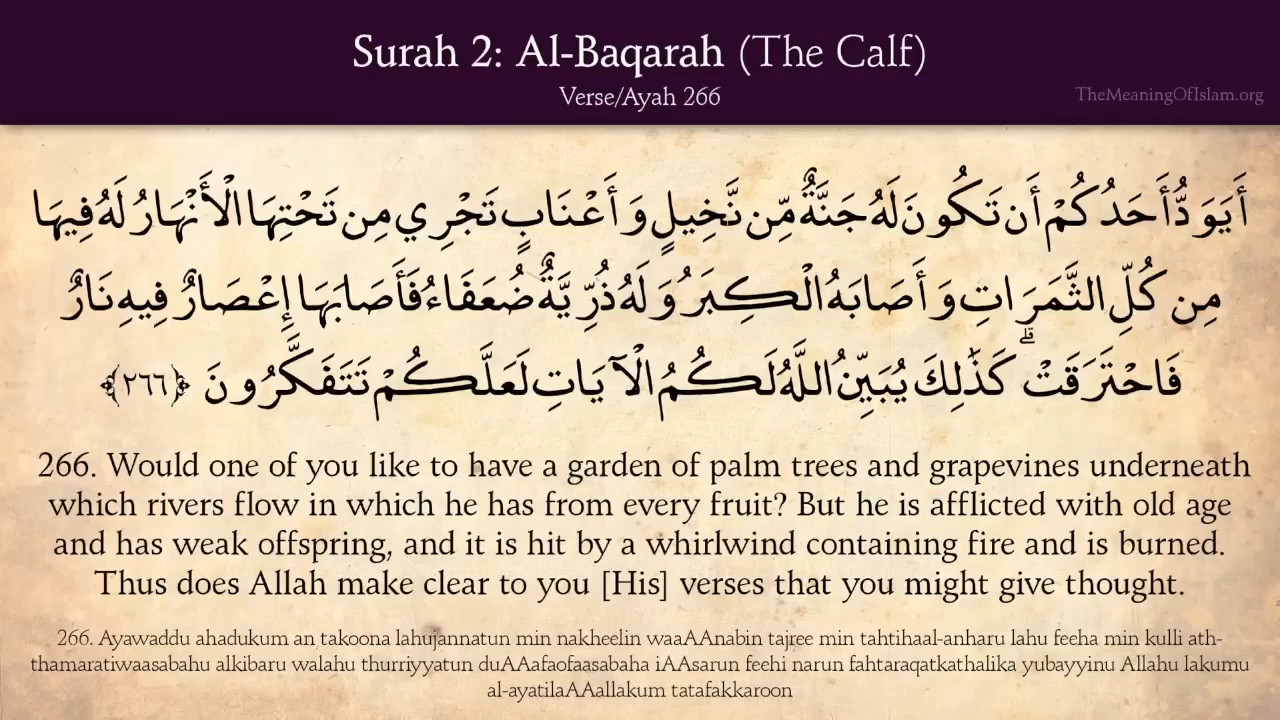 Surah 2: Al-Baqarah (The Calf)
Verse/Ayah 266
TheMeaningOfIslam.org
أَيَوَدُّ أَحَدُكُمْ أَن تَكُونَ لَهُ جَنَّةٌ مِّن نَّخِيلٍ وَأَعْنَابٍ تَجْرِي مِن تَحْتِهَا الْأَنْهَارُ لَهُ فِيهَا
مِن كُلِّ الثَّمَرَاتِ وَأَصَابَهُ الْكِبَرُ وَلَهُ ذُرِّيَّةٌ ضُعَفَاءُ فَأَصَابَهَا إِعْصَارٌ فِيهِ نَارٌ
فَاحْتَرَقَتْ ۗ كَذَٰلِكَ يُبَيِّنُ اللَّهُ لَكُمُ الْآيَاتِ لَعَلَّكُمْ تَتَفَكَّرُونَ ﴿٢٦٦﴾
266. Would one of you like to have a garden of palm trees and grapevines underneath
which rivers flow in which he has from every fruit? But he is afflicted with old age
and has weak offspring, and it is hit by a whirlwind containing fire and is burned.
Thus does Allah make clear to you [His] verses that you might give thought.
266. Ayawaddu ahadukum an takoona lahujannatun min nakheelin waaAAnabin tajree min tahtihaal-anharu lahu feeha min kulli ath-
thamaratiwaasabahu alkibaru walahu thurriyyatun duAAafaofaasabaha iAAsarun feehi narun fahtaraqatkathalika yubayyinu Allahu lakumu
al-ayatilaAAallakum tatafakkaroon